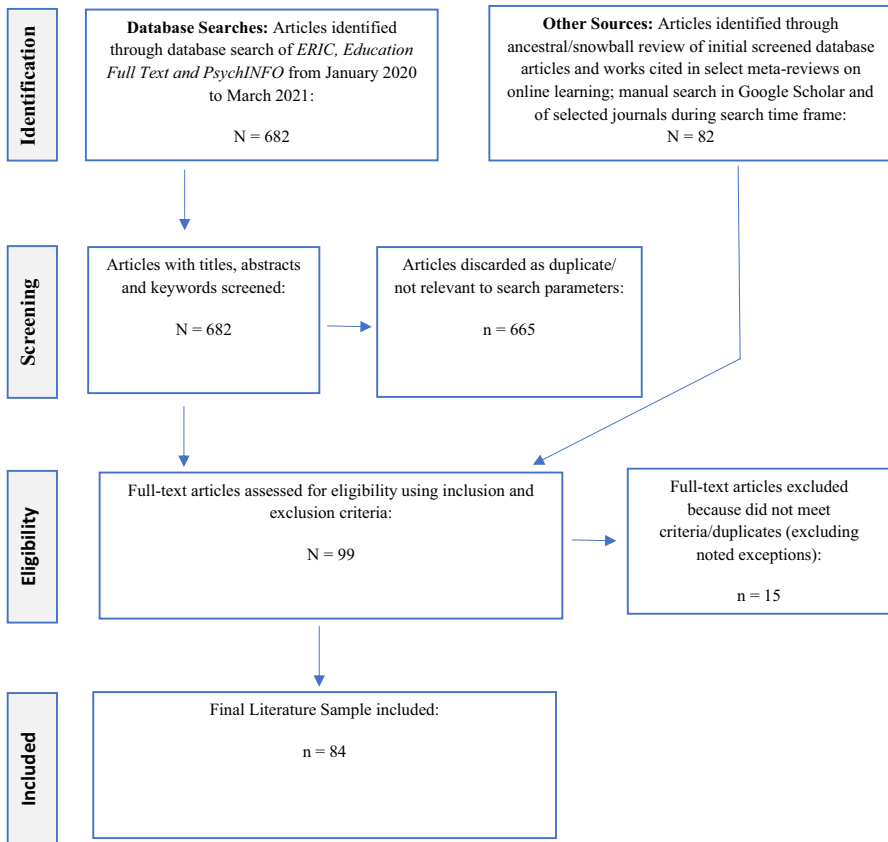 Identification
Database Searches: Articles identified
through database search of ERIC, Education
Full Text and PsychINFO from January 2020
to March 2021:
N = 682
Other Sources: Articles identified through
ancestral/snowball review of initial screened database
articles and works cited in select meta-reviews on
online learning; manual search in Google Scholar and
of selected journals during search time frame:
N = 82
Screening
Articles with titles, abstracts
and keywords screened:
N = 682
Articles discarded as duplicate/
not relevant to search parameters:
n = 665
Eligibility
Full-text articles assessed for eligibility using inclusion and
exclusion criteria:
N = 99
Full-text articles excluded
because did not meet
criteria/duplicates (excluding
noted exceptions):
n = 15
Included
Final Literature Sample included:
n = 84